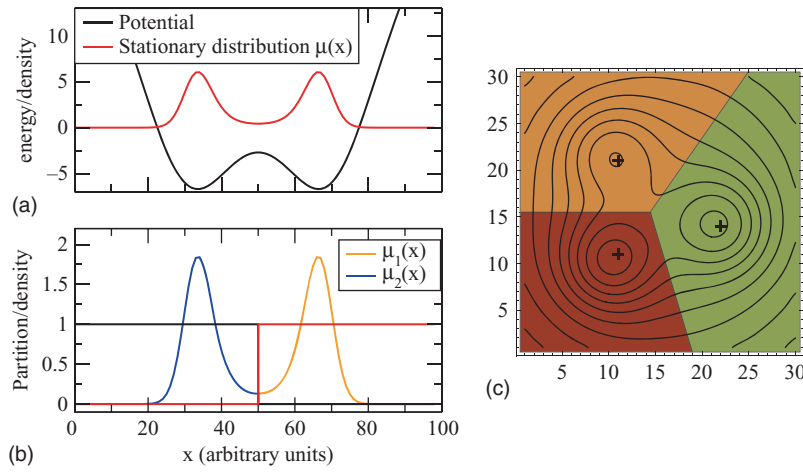 Potential
Stationary distribution μ(x)
energy/density
10
5
0
−5
(a)
μ₁(x)
μ₂(x)
Partition/density
2
1.5
1
0.5
0
0 20 40 60 80 100
x (arbitrary units)
(b)
30
25
20
15
10
5
5 10 15 20 25 30
(c)